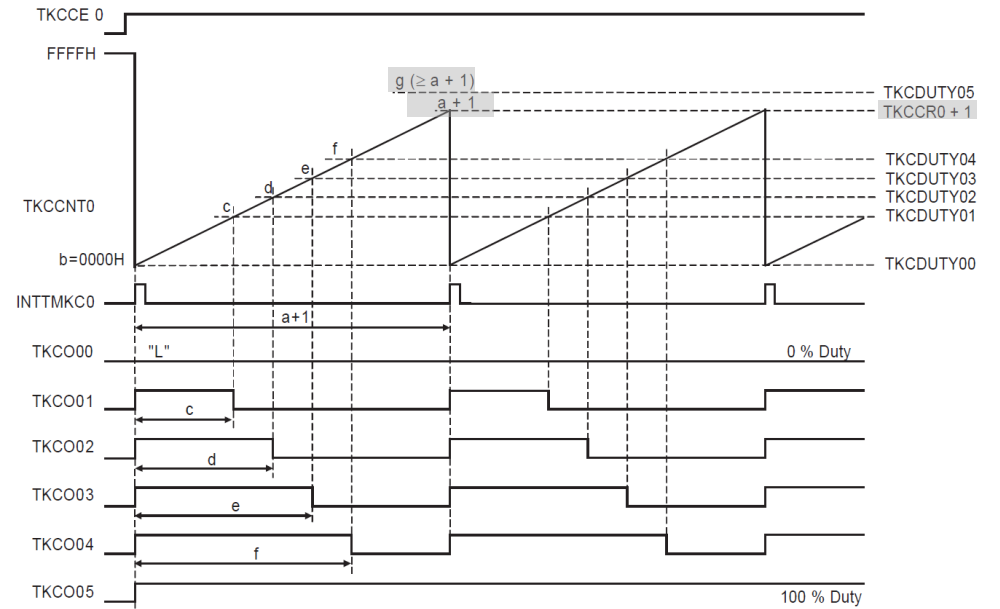 TKCCE 0
FFFFH
g (≥ a + 1)
TKCDUTY05
a + 1
TKCCR0 + 1
f
TKCDUTY04
e
TKCDUTY03
d
TKCDUTY02
c
TKCDUTY01
TKCCNT0
b=0000H
TKCDUTY00
INTTMKC0
a+1
TKCO00 "L" 0 % Duty
TKCO01
c
TKCO02
d
TKCO03
e
TKCO04
f
TKCO05
100 % Duty